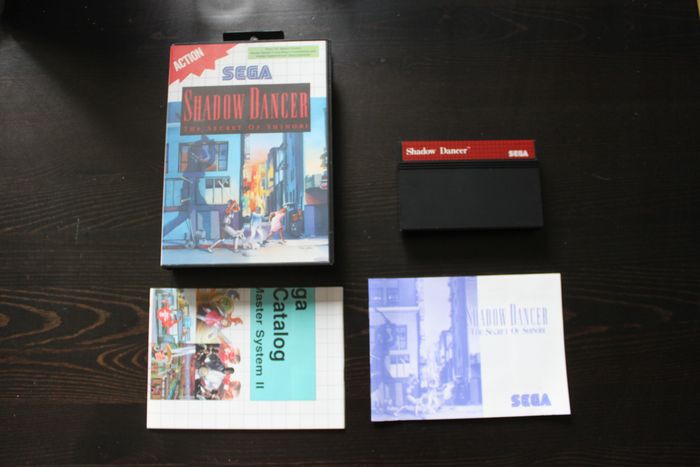 ACTION
SEGA
SHADOW DANCER
THE SECRET OF SHINOBI
Shadow Dancer™
SEGA
ga
Catalog
Master System II
SHADOW DANCER
THE SECRET OF SHINOBI
SEGA